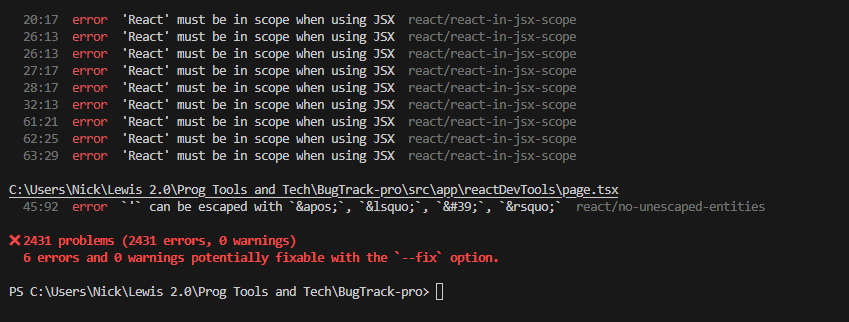 20:17 error 'React' must be in scope when using JSX react/react-in-jsx-scope
26:13 error 'React' must be in scope when using JSX react/react-in-jsx-scope
26:13 error 'React' must be in scope when using JSX react/react-in-jsx-scope
27:17 error 'React' must be in scope when using JSX react/react-in-jsx-scope
28:17 error 'React' must be in scope when using JSX react/react-in-jsx-scope
32:13 error 'React' must be in scope when using JSX react/react-in-jsx-scope
61:21 error 'React' must be in scope when using JSX react/react-in-jsx-scope
62:25 error 'React' must be in scope when using JSX react/react-in-jsx-scope
63:29 error 'React' must be in scope when using JSX react/react-in-jsx-scope
C:\Users\Nick\Lewis 2.0\Prog Tools and Tech\BugTrack-pro\src\app\reactDevTools\page.tsx
45:92 error `'` can be escaped with `&apos;`, `&lsquo;`, `&#39;`, `&rsquo;` react/no-unescaped-entities
❌ 2431 problems (2431 errors, 0 warnings)
6 errors and 0 warnings potentially fixable with the `--fix` option.
PS C:\Users\Nick\Lewis 2.0\Prog Tools and Tech\BugTrack-pro>